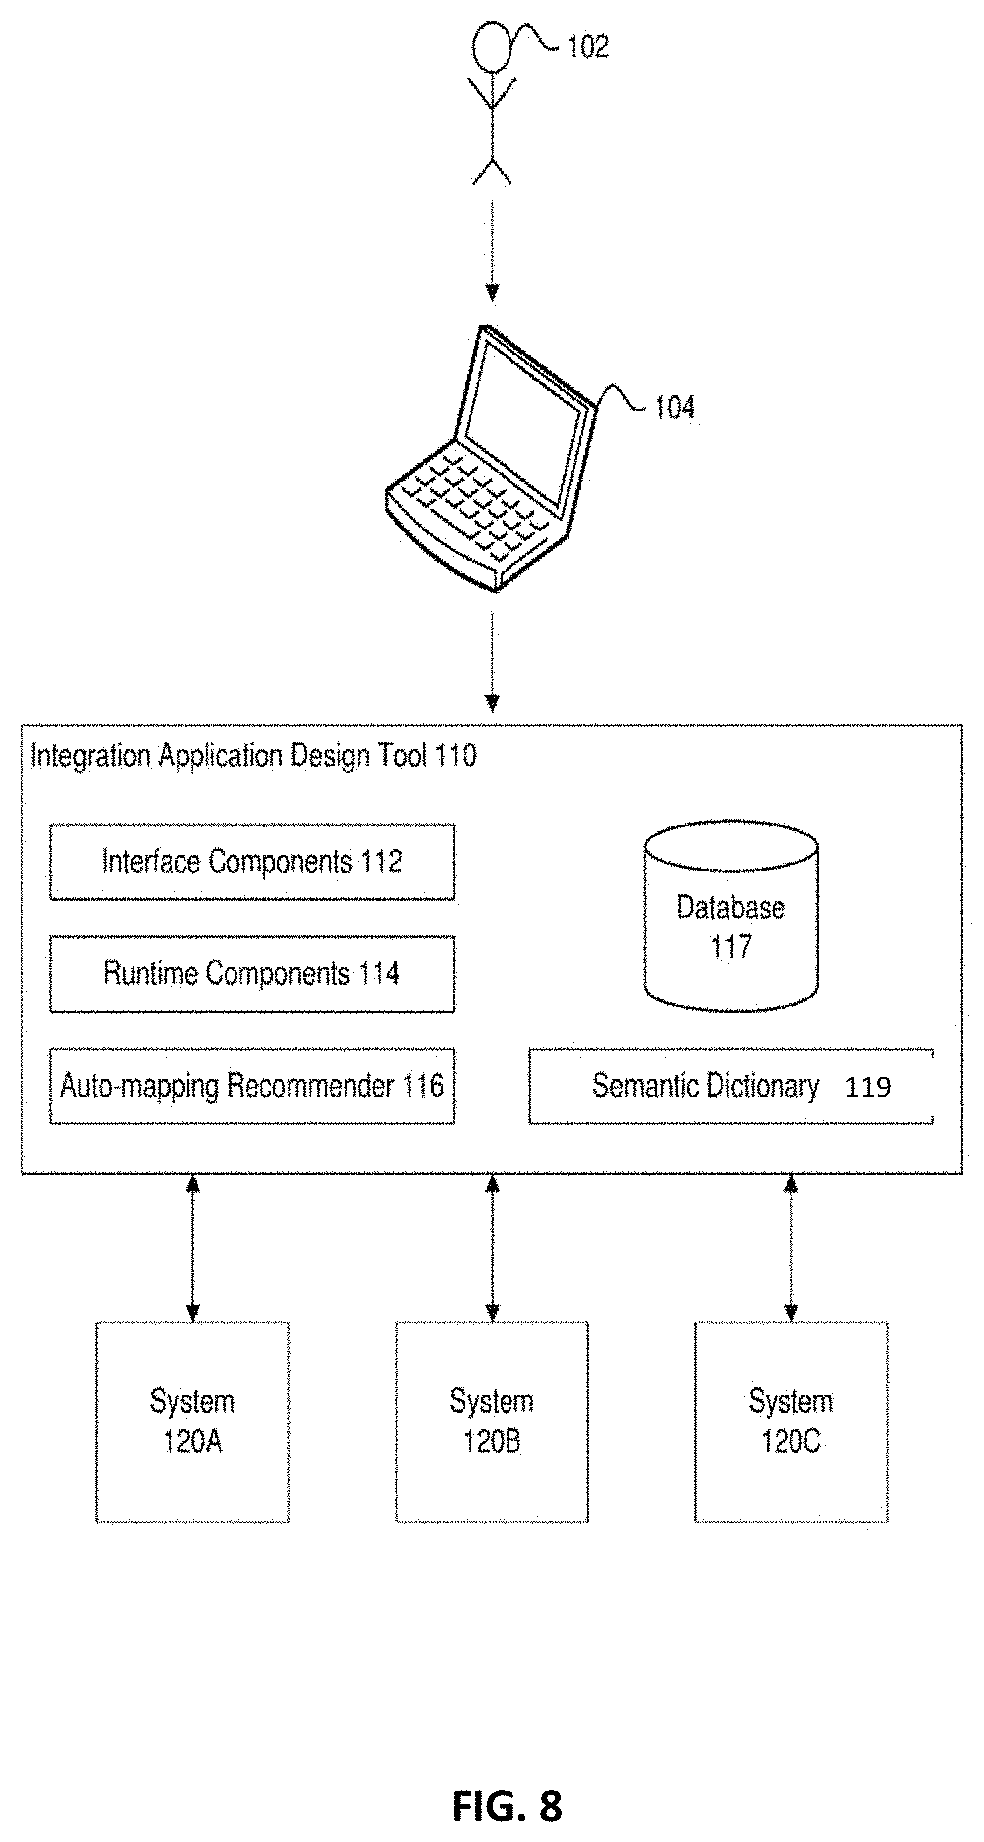 102
104
Integration Application Design Tool 110
Interface Components 112
Runtime Components 114
Auto-mapping Recommender 116
Database
117
Semantic Dictionary 119
System
120A
System
120B
System
120C
FIG. 8